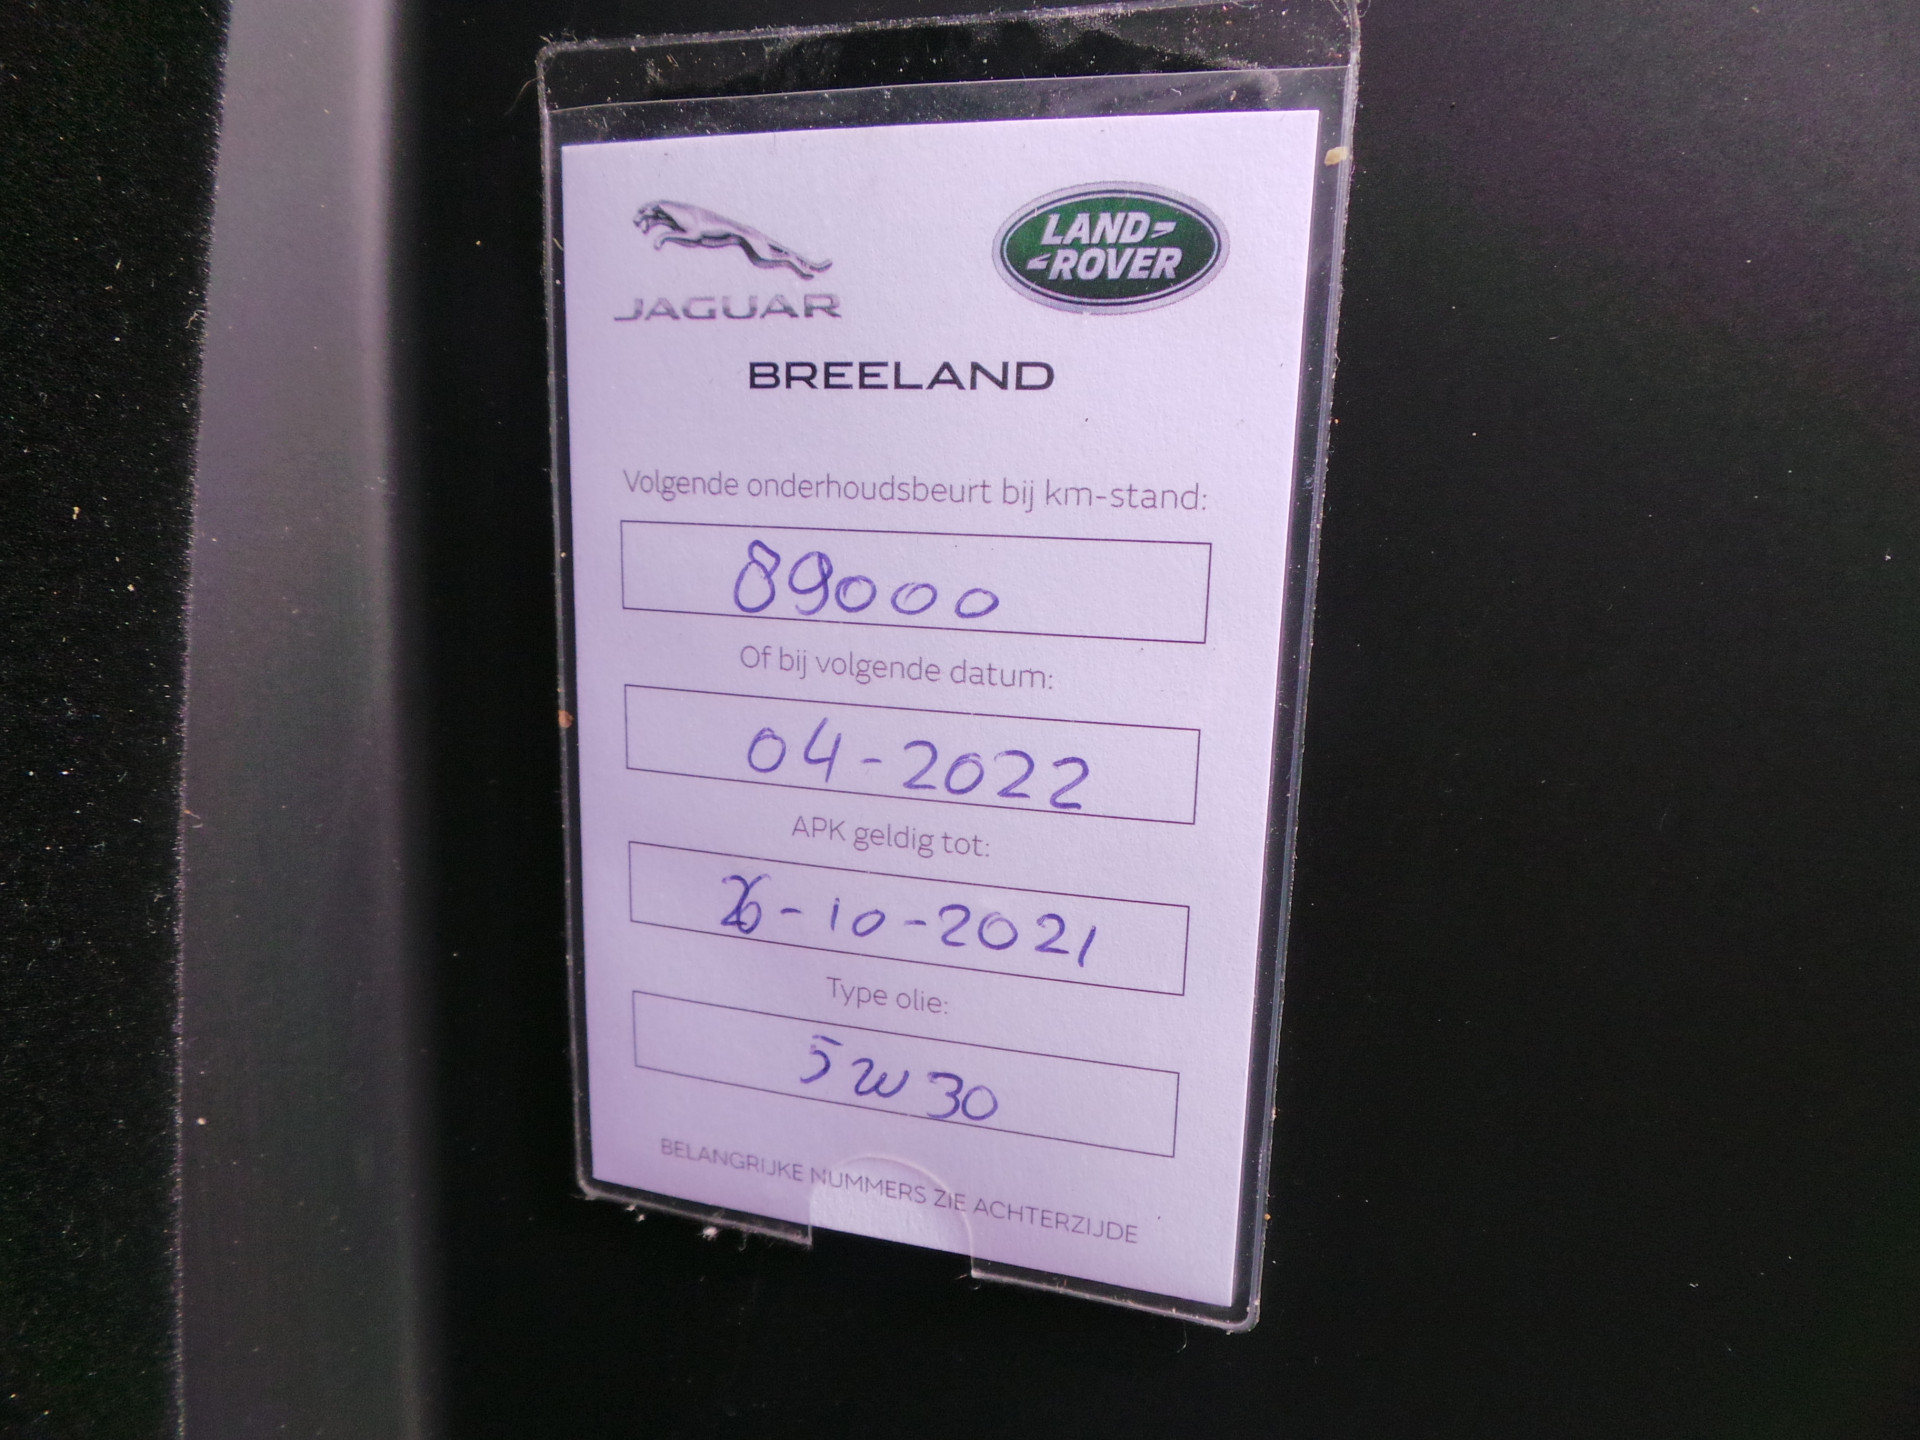 JAGUAR
LAND
ROVER
BREELAND
Volgende onderhoudsbeurt bij km-stand:
89000
Of bij volgende datum:
04-2022
APK geldig tot:
26-10-2021
Type olie:
5W30
BELANGRIJKE NUMMERS ZIE ACHTERZIJDE